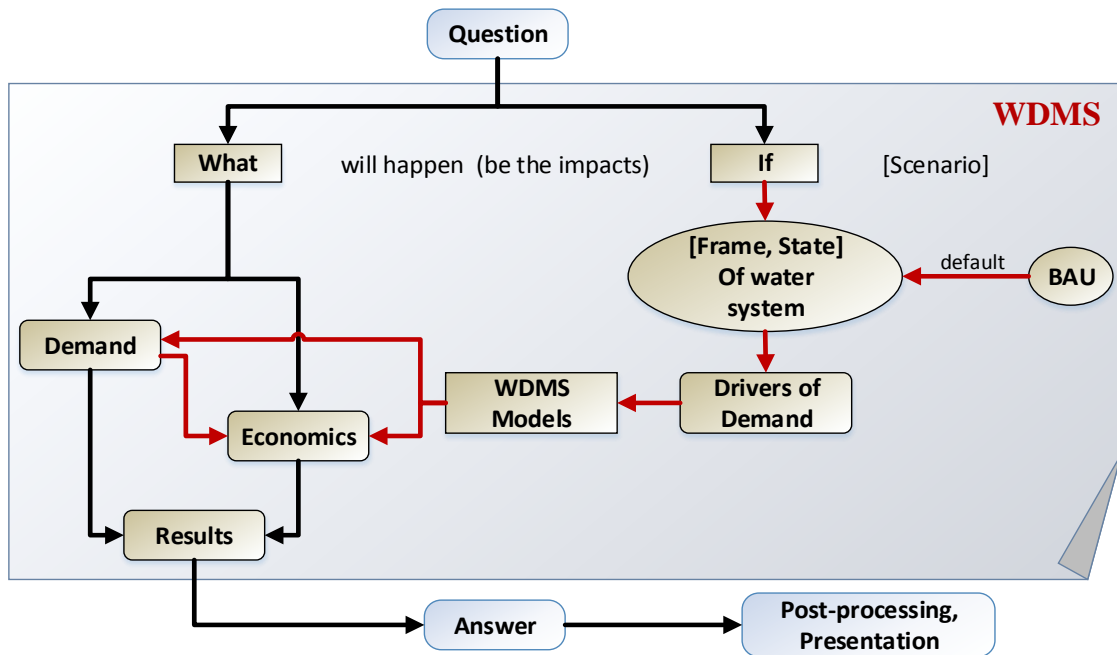 Question
WDMS
What
will happen (be the impacts)
If
[Scenario]
[Frame, State]
Of water
system
default
BAU
Demand
WDMS
Models
Drivers of
Demand
Economics
Results
Answer
Post-processing,
Presentation